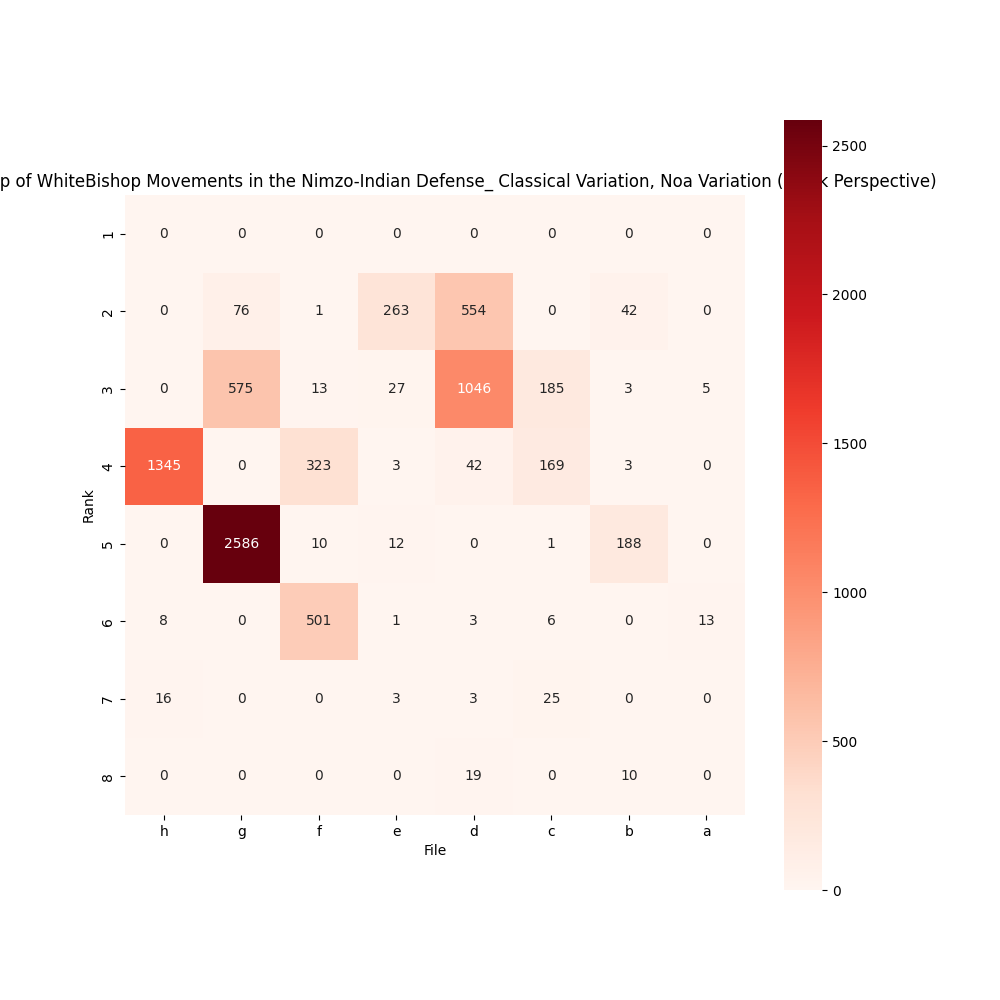 p of WhiteBishop Movements in the Nimzo-Indian Defense_ Classical Variation, Noa Variation ( k Perspective)
2500
1 0 0 0 0 0 0 0 0
2 0 76 1 263 554 0 42 0
2000
3 0 575 13 27 1046 185 3 5
1500
4 1345 0 323 3 42 169 3 0
Rank
5 0 2586 10 12 0 1 188 0
1000
6 8 0 501 1 3 6 0 13
7 16 0 0 3 3 25 0 0
500
8 0 0 0 0 19 0 10 0
h g f e d c b a
File
0